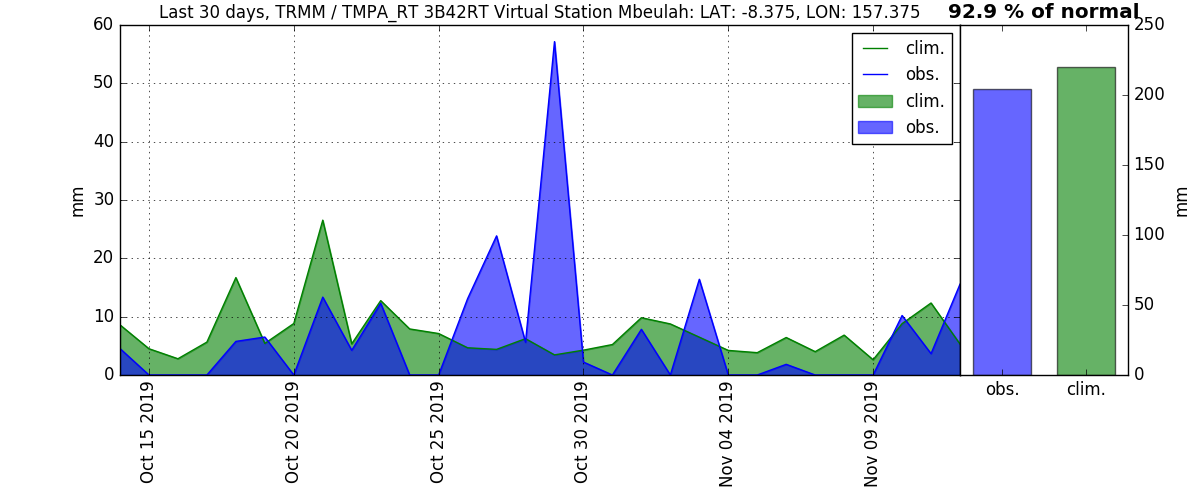 Last 30 days, TRMM / TMPA_RT 3B42RT Virtual Station Mbeulah: LAT: -8.375, LON: 157.375
92.9 % of normal
60
50
40
30
20
10
0
mm
clim.
obs.
clim.
obs.
250
200
150
100
50
0
mm
Oct 15 2019
Oct 20 2019
Oct 25 2019
Oct 30 2019
Nov 04 2019
Nov 09 2019
obs.
clim.